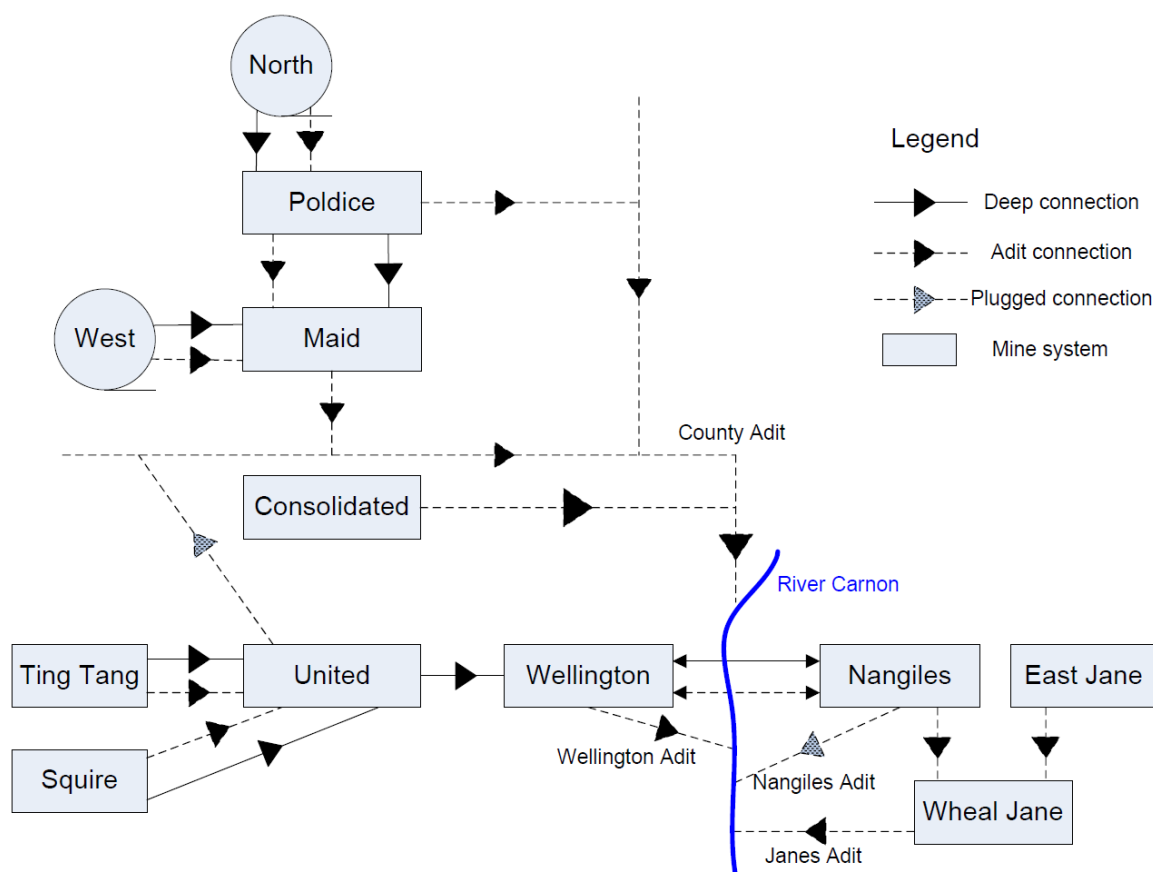 North
Legend
Poldice
Deep connection
Adit connection
Plugged connection
West
Maid
Mine system
County Adit
Consolidated
River Carnon
Ting Tang
United
Wellington
Nangiles
East Jane
Wellington Adit
Squire
Nangiles Adit
Wheal Jane
Janes Adit